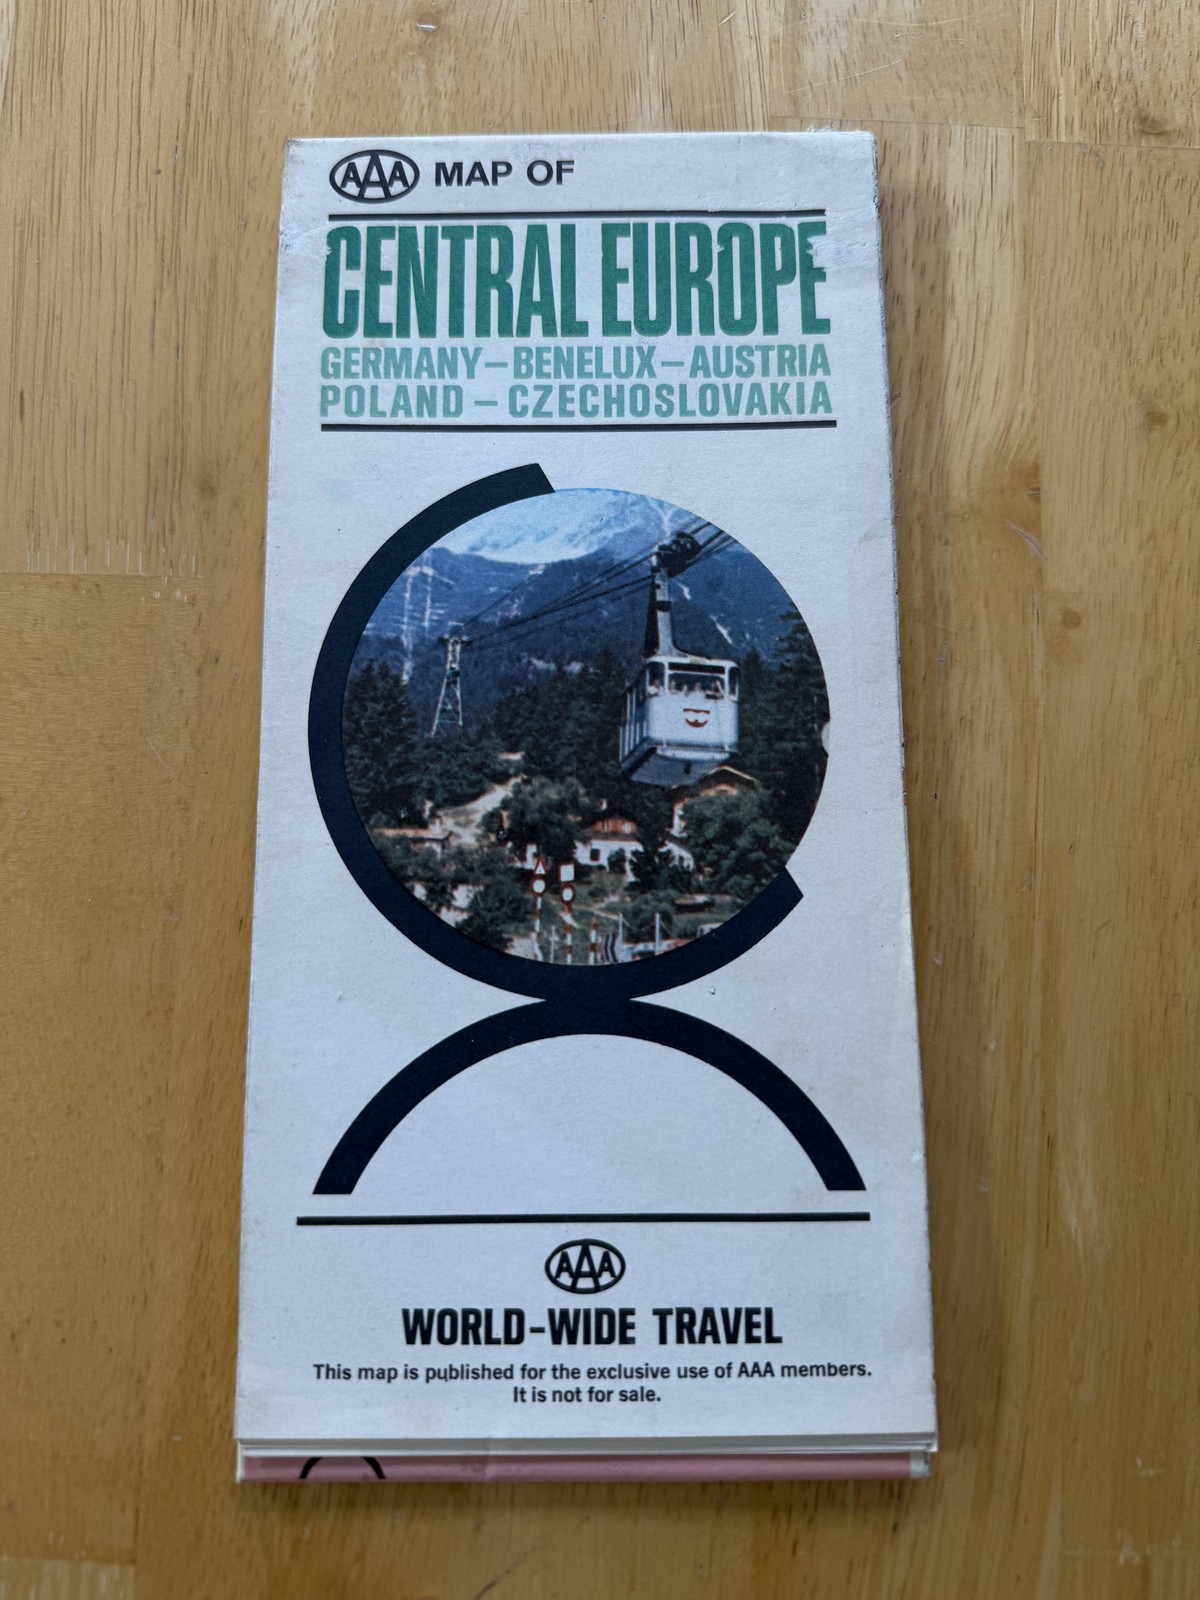 AAA MAP OF
CENTRAL EUROPE
GERMANY–BENELUX–AUSTRIA
POLAND – CZECHOSLOVAKIA
AAA
WORLD-WIDE TRAVEL
This map is published for the exclusive use of AAA members.
It is not for sale.